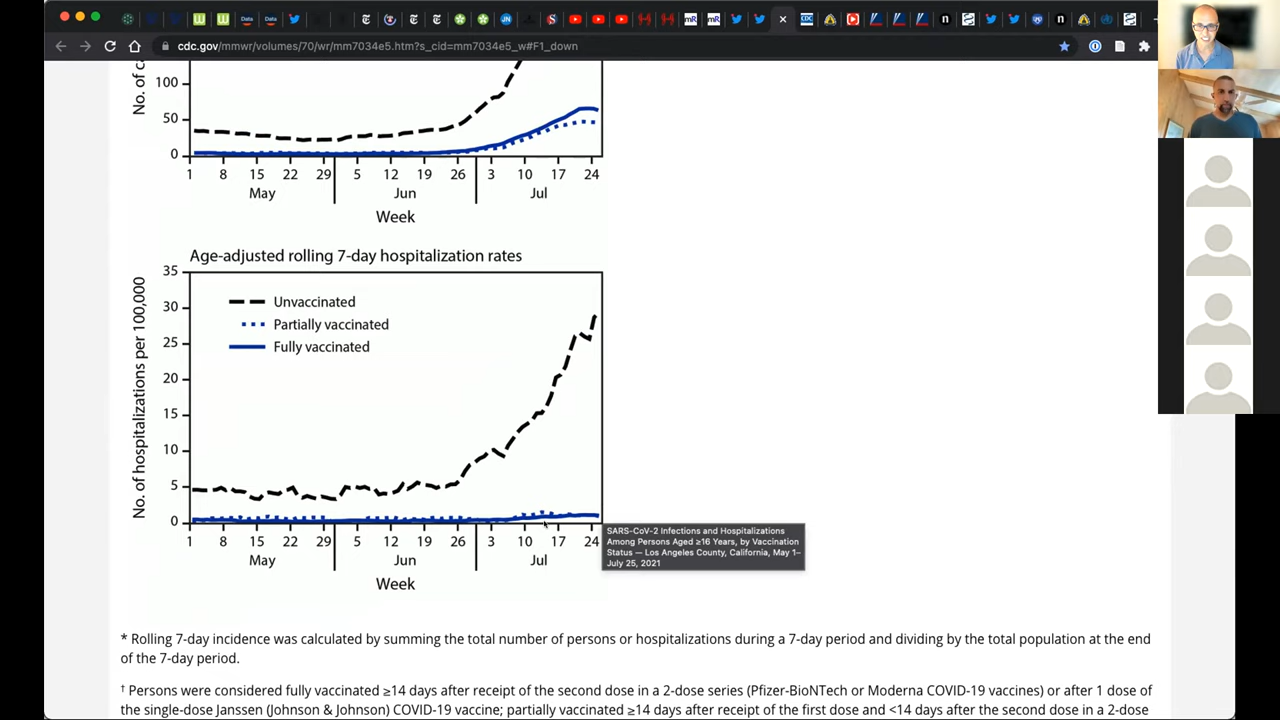 cdc.gov/mmwr/volumes/70/wr/mm7034e5.htm?s_cid=mm7034e5_w#F1_down
No. of
100
50
0
1 8 15 22 29 5 12 19 26 3 10 17 24
May Jun Jul
Week
Age-adjusted rolling 7-day hospitalization rates
No. of hospitalizations per 100,000
35
30
25
20
15
10
5
0
Unvaccinated
Partially vaccinated
Fully vaccinated
1 8 15 22 29 5 12 19 26 3 10 17 24
May Jun Jul
Week
SARS-CoV-2 Infections and Hospitalizations
Among Persons Aged ≥16 Years, by Vaccination
Status — Los Angeles County, California, May 1–
July 25, 2021
* Rolling 7-day incidence was calculated by summing the total number of persons or hospitalizations during a 7-day period and dividing by the total population at the end
of the 7-day period.
† Persons were considered fully vaccinated ≥14 days after receipt of the second dose in a 2-dose series (Pfizer-BioNTech or Moderna COVID-19 vaccines) or after 1 dose of
the single-dose Janssen (Johnson & Johnson) COVID-19 vaccine; partially vaccinated ≥14 days after receipt of the first dose and <14 days after the second dose in a 2-dose